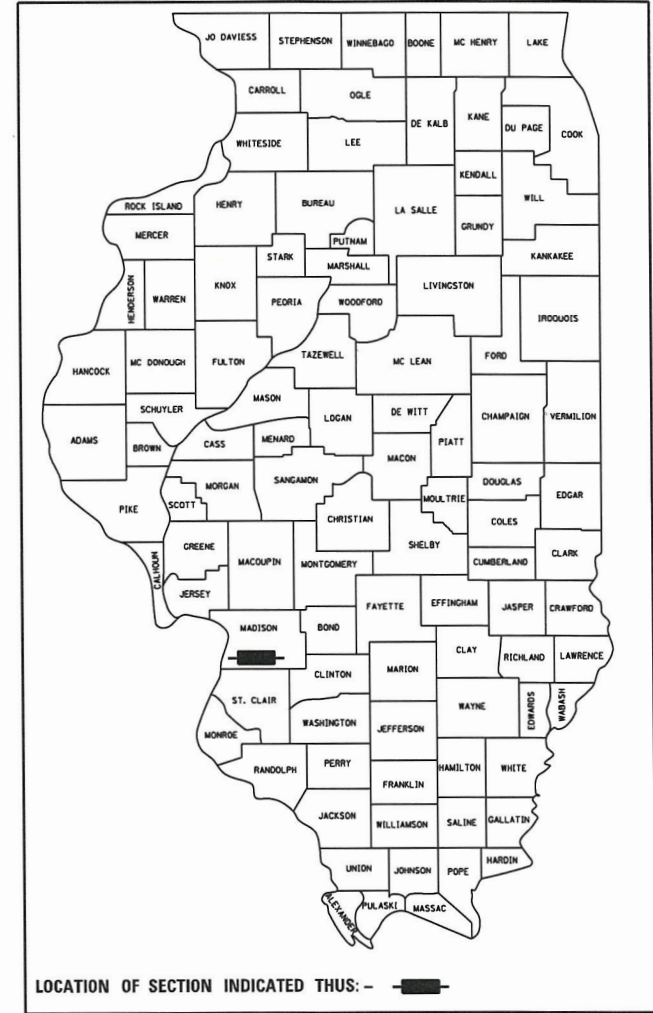 JO DAVIESS STEPHENSON WINNEBAGO BOONE MC HENRY LAKE
CARROLL OGLE DE KALB KANE DU PAGE COOK
WHITESIDE LEE
KENDALL
ROCK ISLAND HENRY BUREAU LA SALLE WILL
MERCER PUTNAM GRUNDY
STARK MARSHALL KANKAKEE
HENDERSON WARREN KNOX PEORIA WOODFORD LIVINGSTON
IROQUOIS
HANCOCK MC DONOUGH FULTON TAZEWELL MC LEAN FORD
MASON
SCHUYLER LOGAN DE WITT CHAMPAIGN VERMILION
ADAMS BROWN CASS MENARD MACON PIATT
MORGAN SANGAMON DOUGLAS
PIKE SCOTT CHRISTIAN MOULTRIE COLES EDGAR
GREENE MACOUPIN MONTGOMERY SHELBY CUMBERLAND CLARK
CALHOUN JERSEY
FAYETTE EFFINGHAM JASPER CRAWFORD
MADISON BOND
CLAY RICHLAND LAWRENCE
CLINTON MARION
ST. CLAIR WAYNE EDWARDS WABASH
MONROE WASHINGTON JEFFERSON
RANDOLPH PERRY HAMILTON WHITE
FRANKLIN
JACKSON WILLIAMSON SALINE GALLATIN
UNION JOHNSON POPE HARDIN
ALEXANDER PULASKI MASSAC
LOCATION OF SECTION INDICATED THUS: –